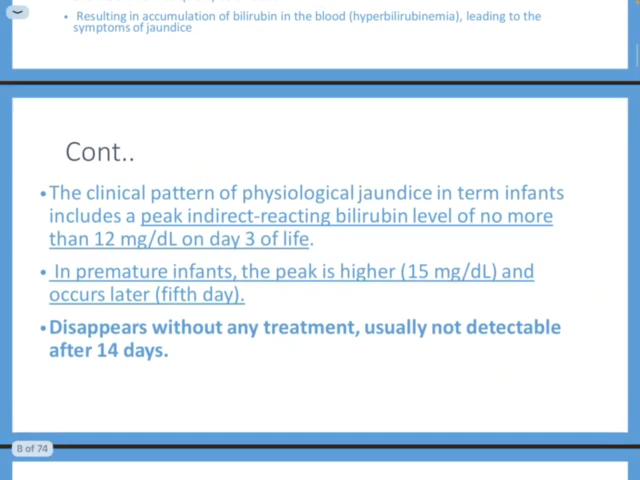 • Resulting in accumulation of bilirubin in the blood (hyperbilirubinemia), leading to the
symptoms of jaundice
Cont..
•The clinical pattern of physiological jaundice in term infants
includes a peak indirect-reacting bilirubin level of no more
than 12 mg/dL on day 3 of life.
• In premature infants, the peak is higher (15 mg/dL) and
occurs later (fifth day).
•Disappears without any treatment, usually not detectable
after 14 days.
8 of 74